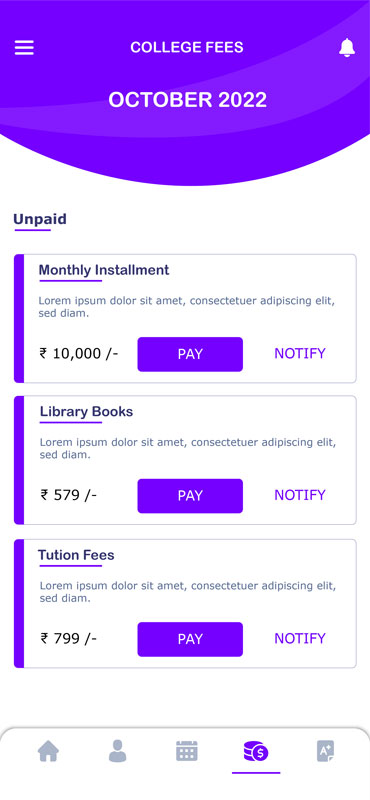 COLLEGE FEES
OCTOBER 2022
Unpaid
Monthly Installment
Lorem ipsum dolor sit amet, consectetuer adipiscing elit,
sed diam.
₹ 10,000 /- PAY NOTIFY
Library Books
Lorem ipsum dolor sit amet, consectetuer adipiscing elit,
sed diam.
₹ 579 /- PAY NOTIFY
Tution Fees
Lorem ipsum dolor sit amet, consectetuer adipiscing elit,
sed diam.
₹ 799 /- PAY NOTIFY
$ A+